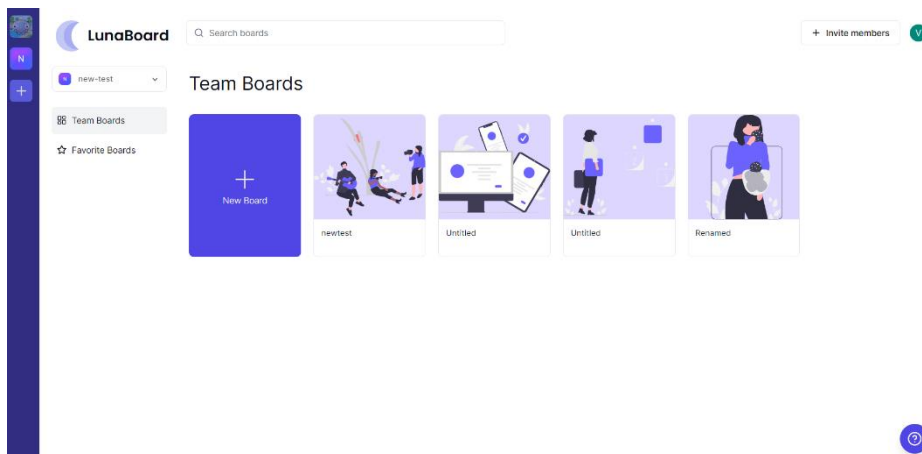 LunaBoard
Search boards
+ Invite members
V
N
+
N new-test
Team Boards
Favorite Boards
Team Boards
+
New Board
newtest
Untitled
Untitled
Renamed
?